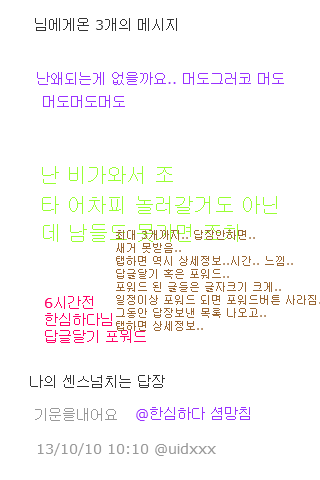 님에게온 3개의 메시지
난왜되는게 없을까요.. 머도그러코 머도
머도머도머도
난 비갸와서 조
타 어차피 놀러갈거도 아닌
데 남들도 못가면
최대 3개까지.. 답장안하면..
새거 못받음..
탭하면 역시 상세정보..시간.. 느낌..
답글달기 혹은 포워드..
포워드 된 글들은 글자크기 크게..
일정이상 포워드 되면 포워드버튼 사라짐.
그동안 답장보낸 목록 나오고..
탭하면 상세정보..
6시간전
한심하다님
답글달기 포워드
나의 센스넘치는 답장
기운을내어요 @한심하다 셤망침
13/10/10 10:10 @uidxxx